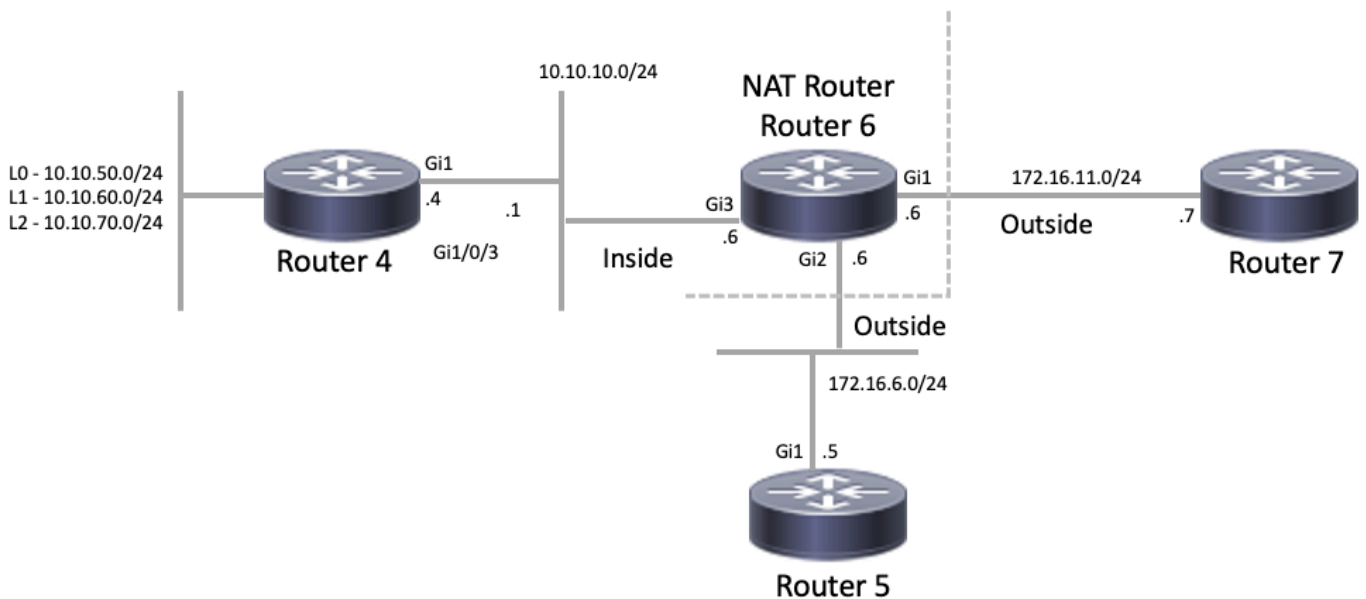 10.10.10.0/24
NAT Router
Router 6
L0 - 10.10.50.0/24
L1 - 10.10.60.0/24
L2 - 10.10.70.0/24
Gi1
.4
.1
Gi1/0/3
Router 4
Gi3
.6
Inside
Gi1
.6
172.16.11.0/24
Outside
.7
Router 7
Gi2
.6
Outside
172.16.6.0/24
Gi1
.5
Router 5